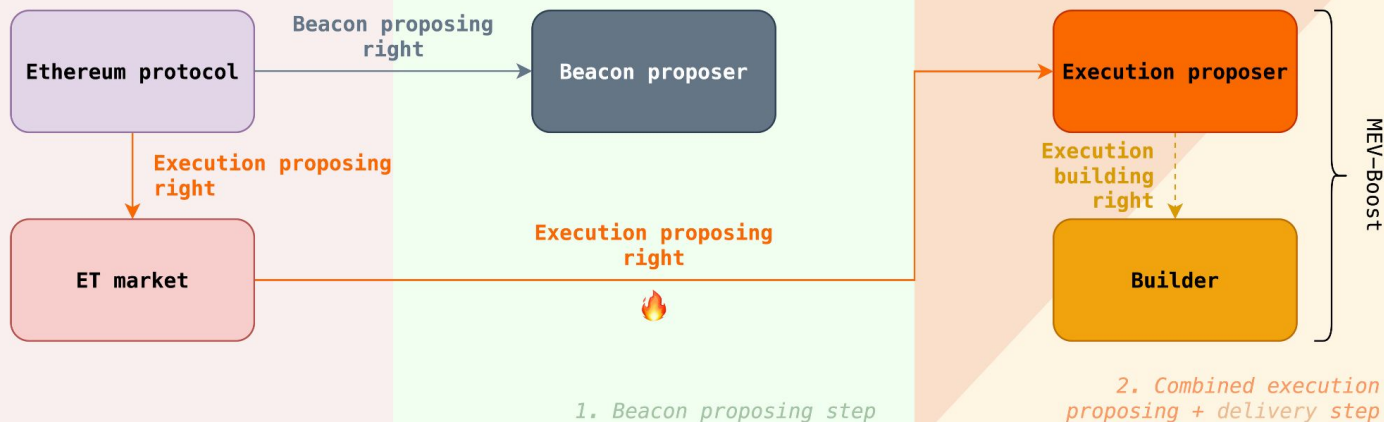 Beacon proposing
right
Ethereum protocol
Beacon proposer
Execution proposer
Execution proposing
right
Execution
building
right
MEV–Boost
Execution proposing
right
ET market
Builder
1. Beacon proposing step
2. Combined execution
proposing + delivery step